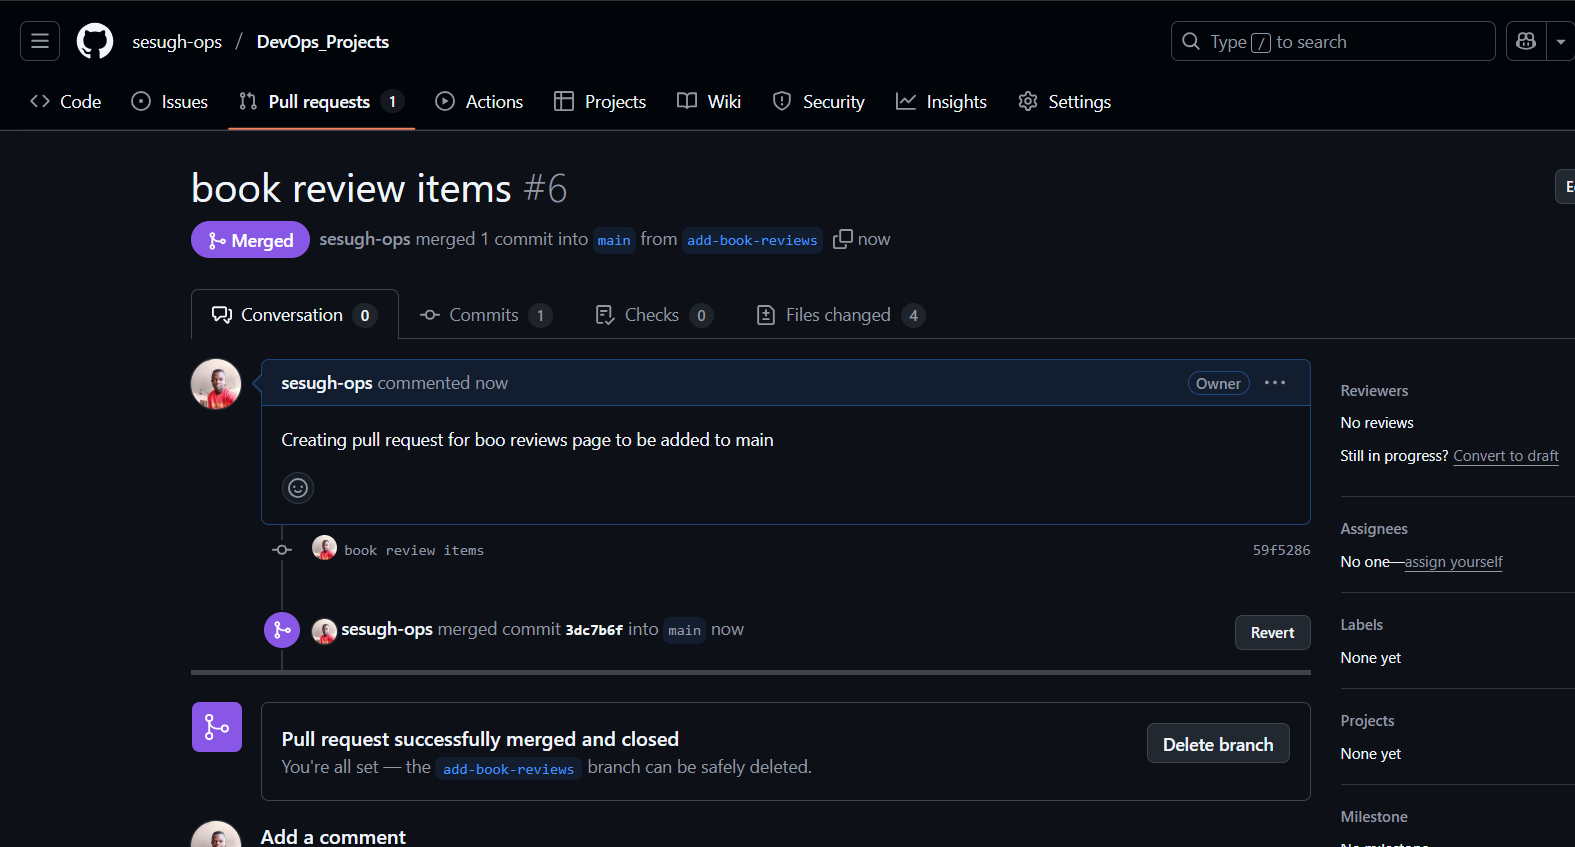 sesugh-ops / DevOps_Projects
Type / to search
Code
Issues
Pull requests 1
Actions
Projects
Wiki
Security
Insights
Settings
book review items #6
Merged sesugh-ops merged 1 commit into main from add-book-reviews now
Conversation 0
Commits 1
Checks 0
Files changed 4
sesugh-ops commented now
Owner
Creating pull request for boo reviews page to be added to main
book review items
59f5286
sesugh-ops merged commit 3dc7b6f into main now
Revert
Pull request successfully merged and closed
You're all set — the add-book-reviews branch can be safely deleted.
Delete branch
Add a comment
Reviewers
No reviews
Still in progress? Convert to draft
Assignees
No one—assign yourself
Labels
None yet
Projects
None yet
Milestone